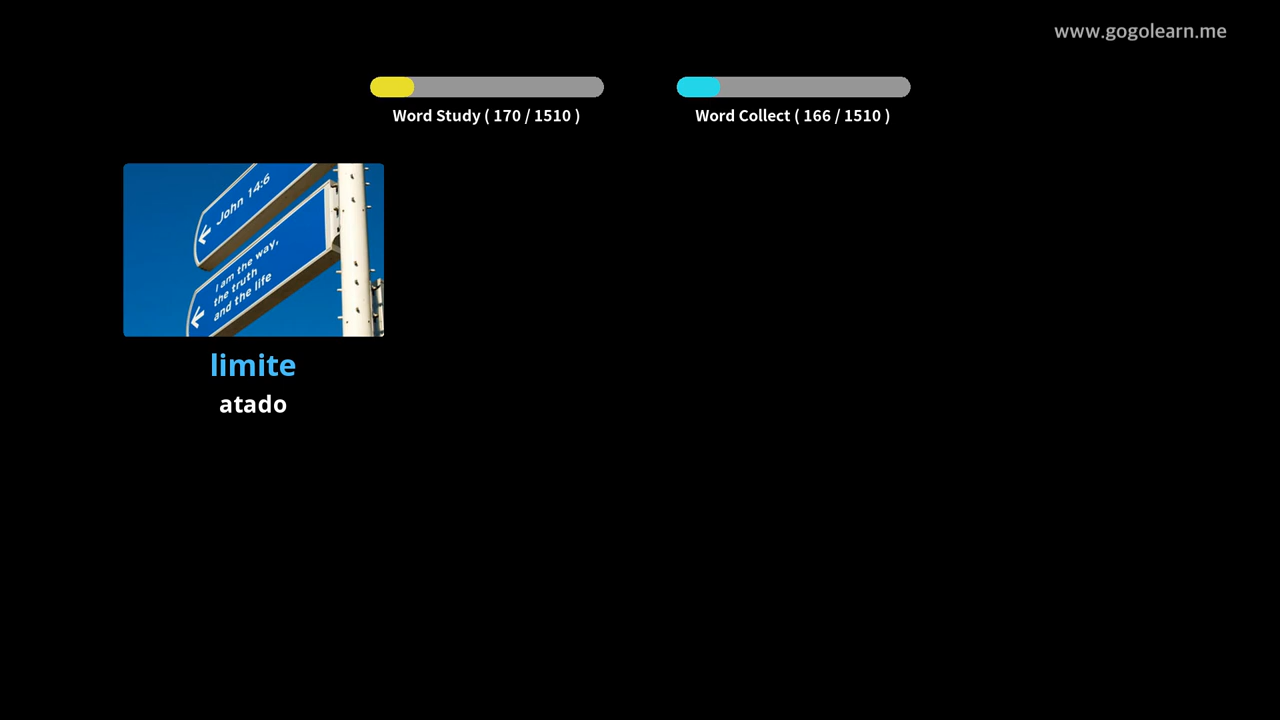 www.gogolearn.me
Word Study ( 170 / 1510 )
Word Collect ( 166 / 1510 )
John 14:6
I am the way,
the truth
and the life
limite
atado